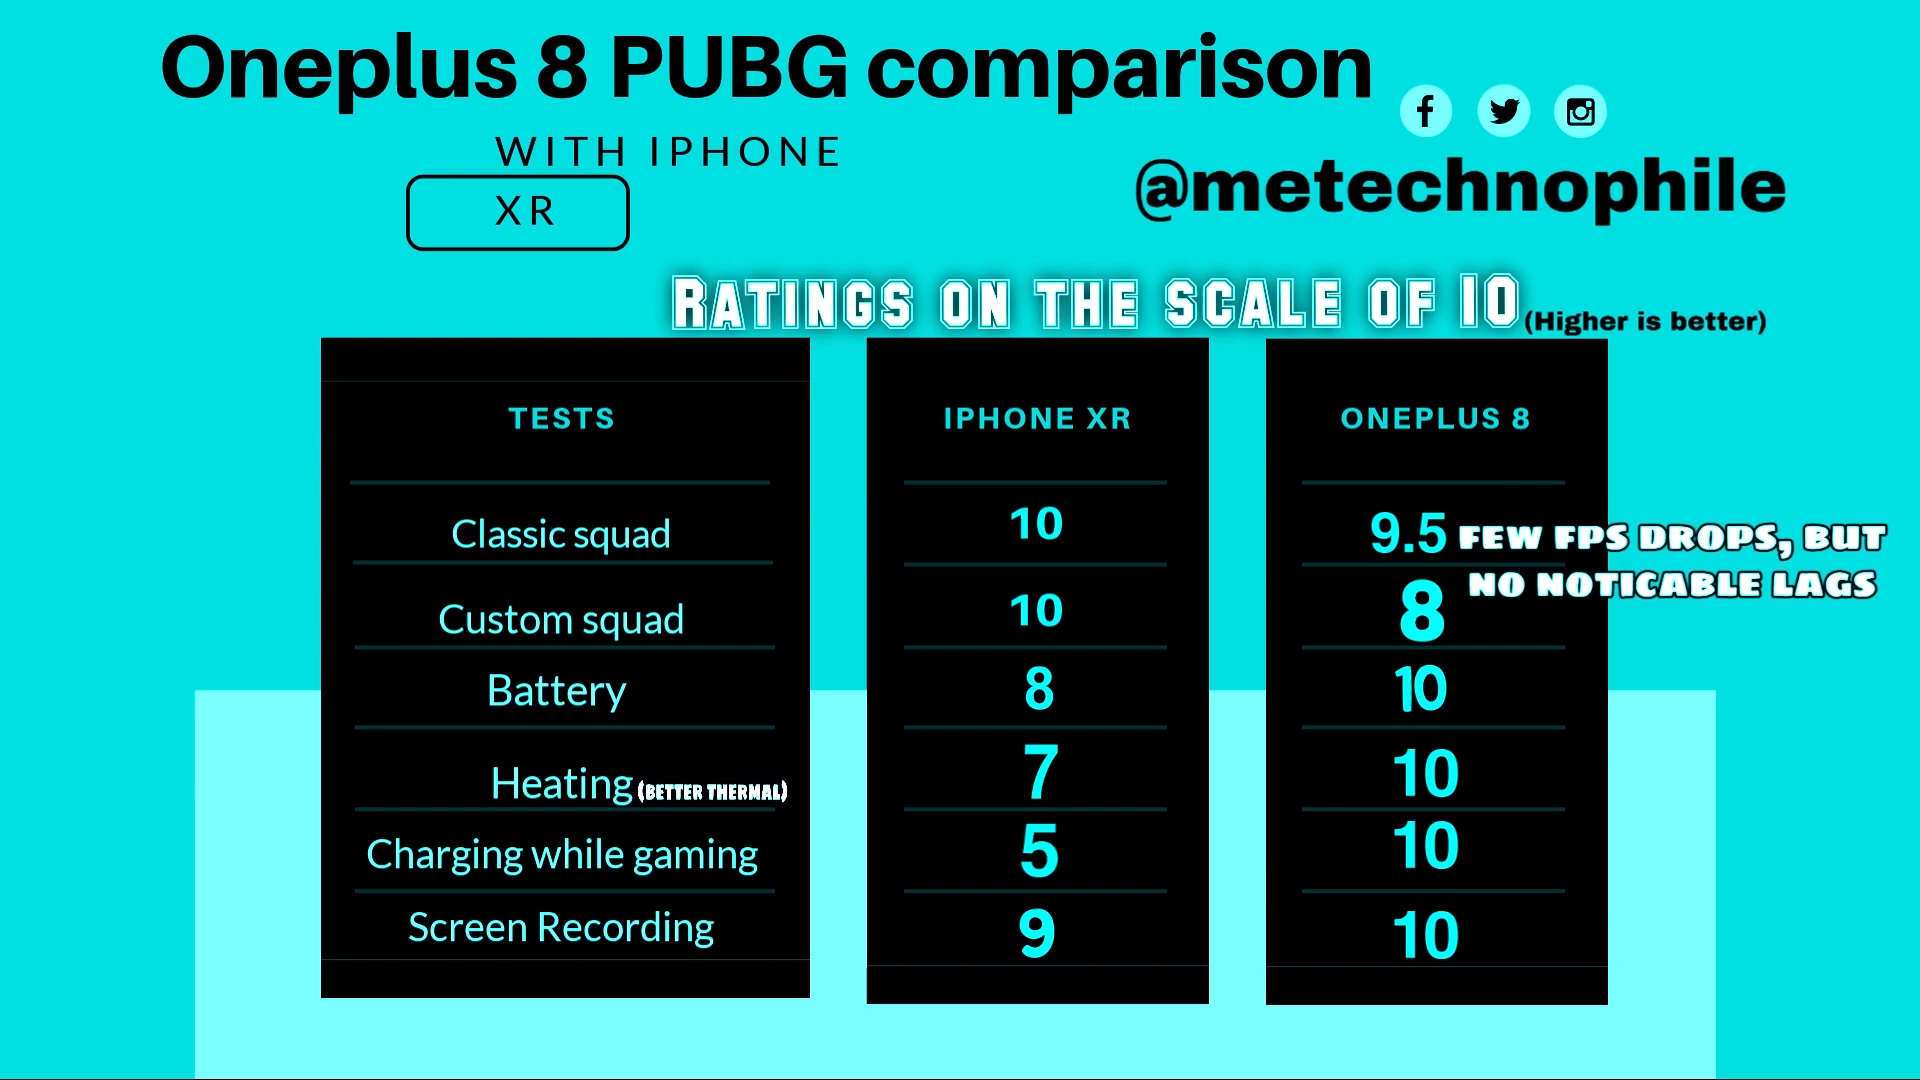 Oneplus 8 PUBG comparison
WITH IPHONE
XR
@metechnophile
RATINGS ON THE SCALE OF 10 (Higher is better)
TESTS IPHONE XR ONEPLUS 8
Classic squad 10 9.5 FEW FPS DROPS, BUT
NO NOTICABLE LAGS
Custom squad 10 8
Battery 8 10
Heating (BETTER THERMAL) 7 10
Charging while gaming 5 10
Screen Recording 9 10